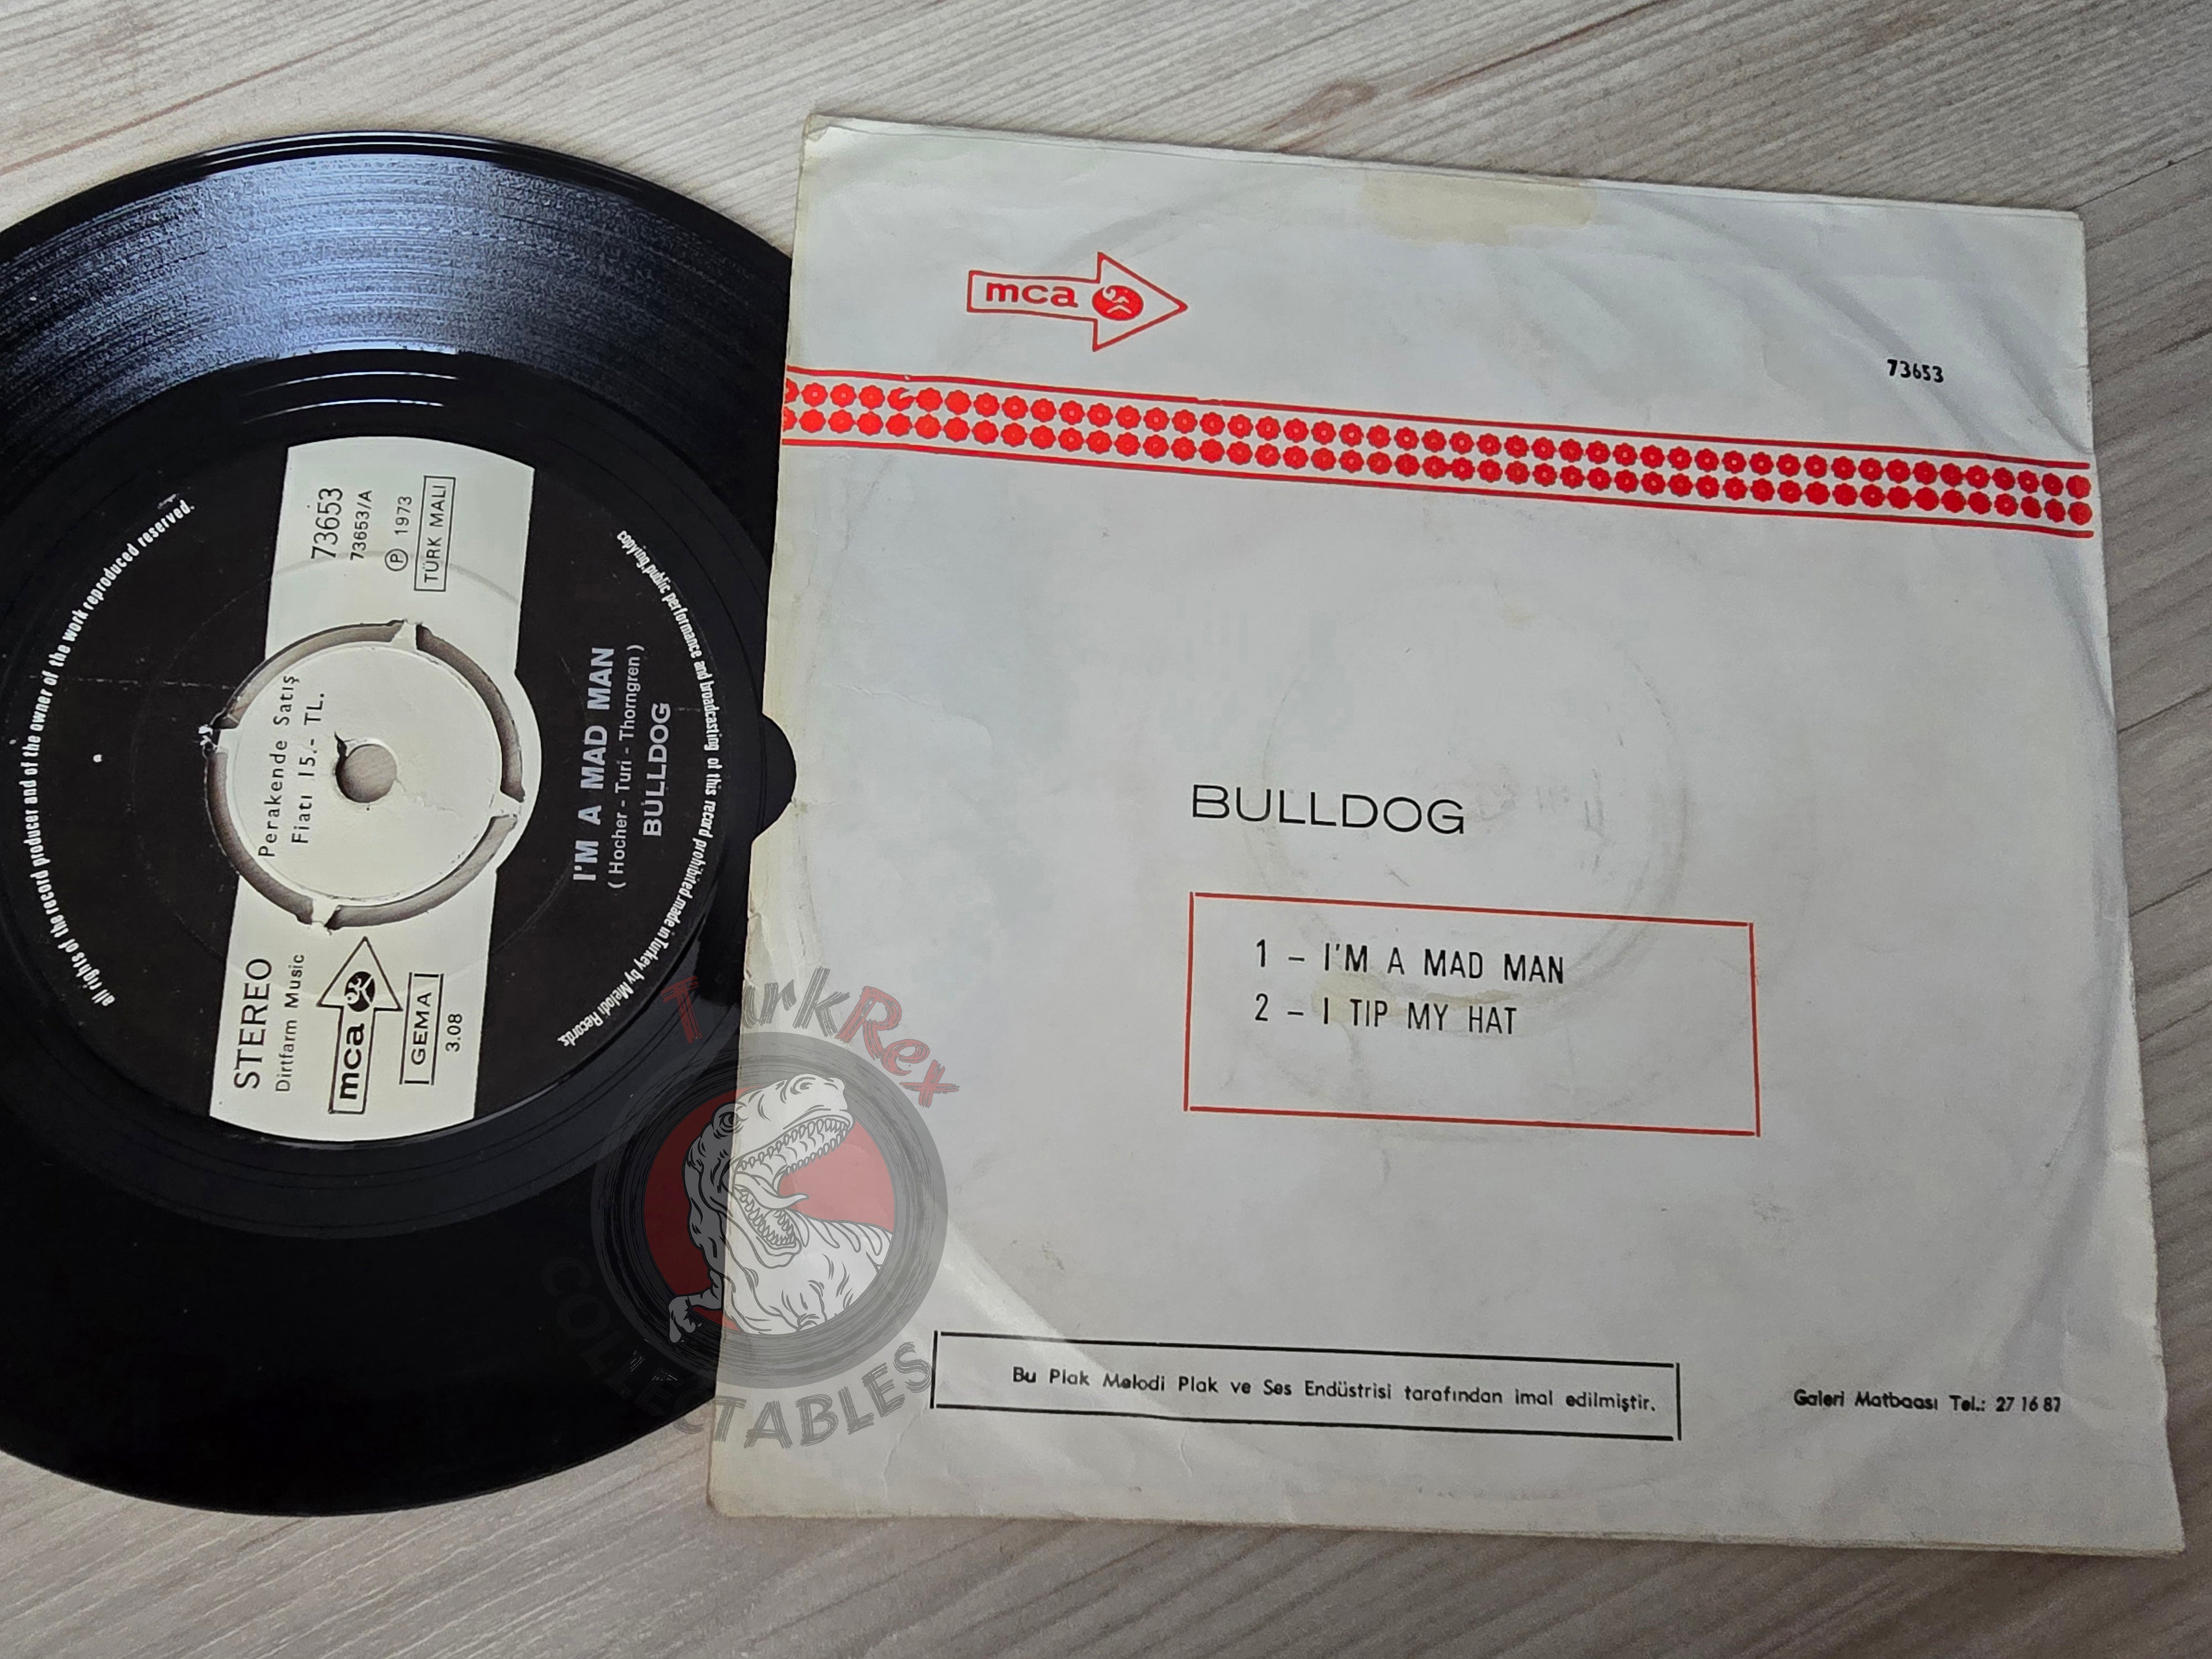 all rights of the record producer and of the owner of the work reproduced reserved.
73653
73653/A
Ⓟ 1973
TÜRK MALI
Perakende Satış
Fiatı 15.- TL.
STEREO
Dirtfarm Music
mca
GEMA
3.08
I'M A MAD MAN
( Hocher - Turi - Thorngren )
BULLDOG
copying,public performance and broadcasting of this record prohibited.made in Turkey by Melodi Records.
mca
73653
BULLDOG
1 – I'M A MAD MAN
2 – I TIP MY HAT
Bu Plak Melodi Plak ve Ses Endüstrisi tarafından imal edilmiştir.
Galeri Matbaası Tel.: 27 16 87
TurkRex
COLLECTABLES